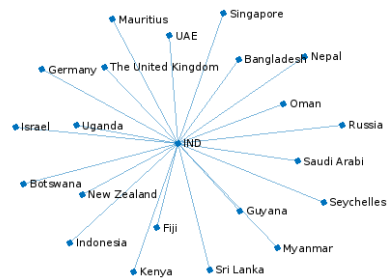 Singapore
Mauritius
UAE
Bangladesh
Nepal
The United Kingdom
Germany
Oman
Uganda
Israel
Russia
IND
Saudi Arabi
Botswana
New Zealand
Seychelles
Guyana
Fiji
Indonesia
Myanmar
Kenya
Sri Lanka